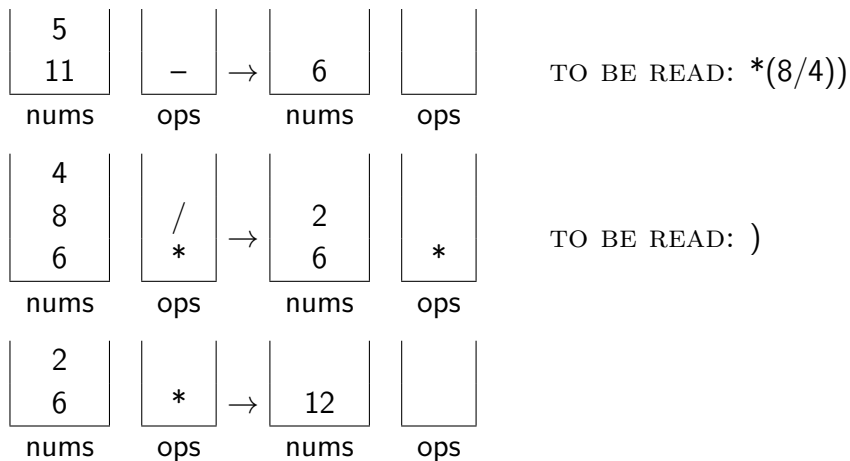 5
11 – → 6 TO BE READ: *(8/4))
nums ops nums ops
4
8 / 2
6 * → 6 * TO BE READ: )
nums ops nums ops
2
6 * → 12
nums ops nums ops